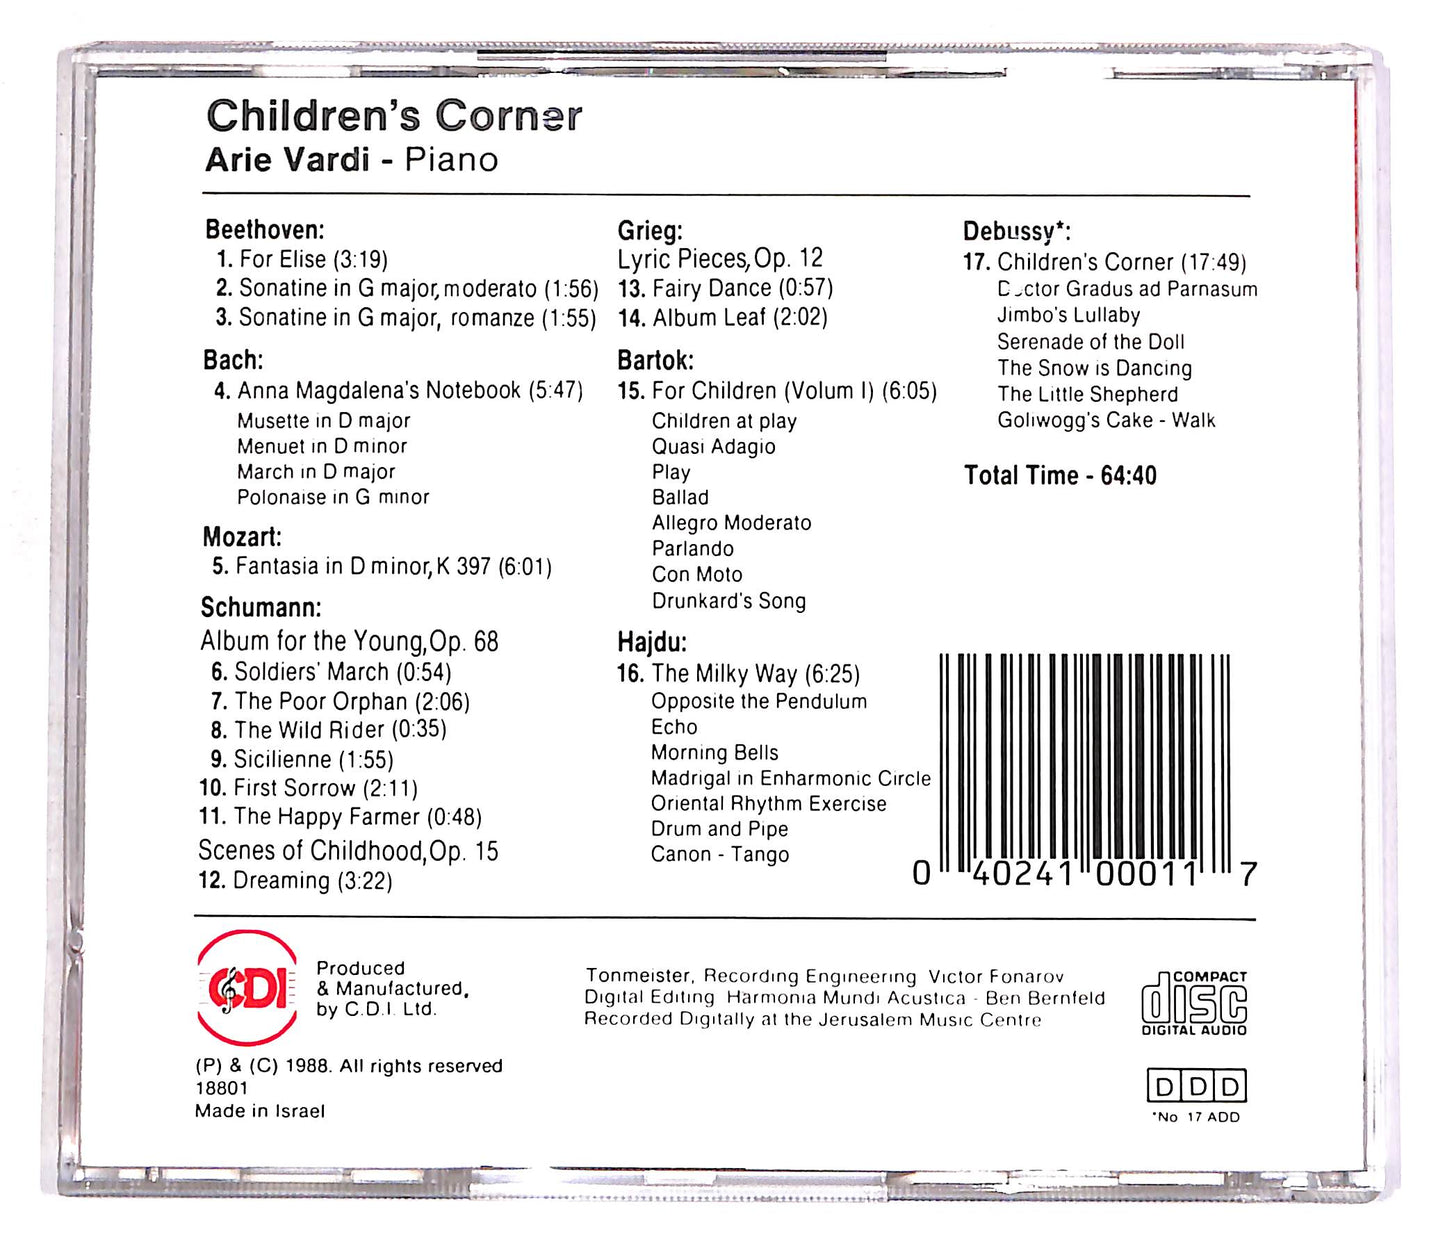 Children's Corner
Arie Vardi - Piano
Beethoven:
1. For Elise (3:19)
2. Sonatine in G major, moderato (1:56)
3. Sonatine in G major, romanze (1:55)
Bach:
4. Anna Magdalena's Notebook (5:47)
Musette in D major
Menuet in D minor
March in D major
Polonaise in G minor
Mozart:
5. Fantasia in D minor, K 397 (6:01)
Schumann:
Album for the Young, Op. 68
6. Soldiers' March (0:54)
7. The Poor Orphan (2:06)
8. The Wild Rider (0:35)
9. Sicilienne (1:55)
10. First Sorrow (2:11)
11. The Happy Farmer (0:48)
Scenes of Childhood, Op. 15
12. Dreaming (3:22)
Grieg:
Lyric Pieces, Op. 12
13. Fairy Dance (0:57)
14. Album Leaf (2:02)
Bartok:
15. For Children (Volum I) (6:05)
Children at play
Quasi Adagio
Play
Ballad
Allegro Moderato
Parlando
Con Moto
Drunkard's Song
Hajdu:
16. The Milky Way (6:25)
Opposite the Pendulum
Echo
Morning Bells
Madrigal in Enharmonic Circle
Oriental Rhythm Exercise
Drum and Pipe
Canon - Tango
Debussy*:
17. Children's Corner (17:49)
Doctor Gradus ad Parnasum
Jimbo's Lullaby
Serenade of the Doll
The Snow is Dancing
The Little Shepherd
Goliwogg's Cake - Walk
Total Time - 64:40
0 40241 00011 7
CDI
Produced
& Manufactured,
by C.D.I. Ltd.
(P) & (C) 1988. All rights reserved
18801
Made in Israel
Tonmeister, Recording Engineering Victor Fonarov
Digital Editing Harmonia Mundi Acustica - Ben Bernfeld
Recorded Digitally at the Jerusalem Music Centre
COMPACT
disc
DIGITAL AUDIO
DDD
*No 17 ADD